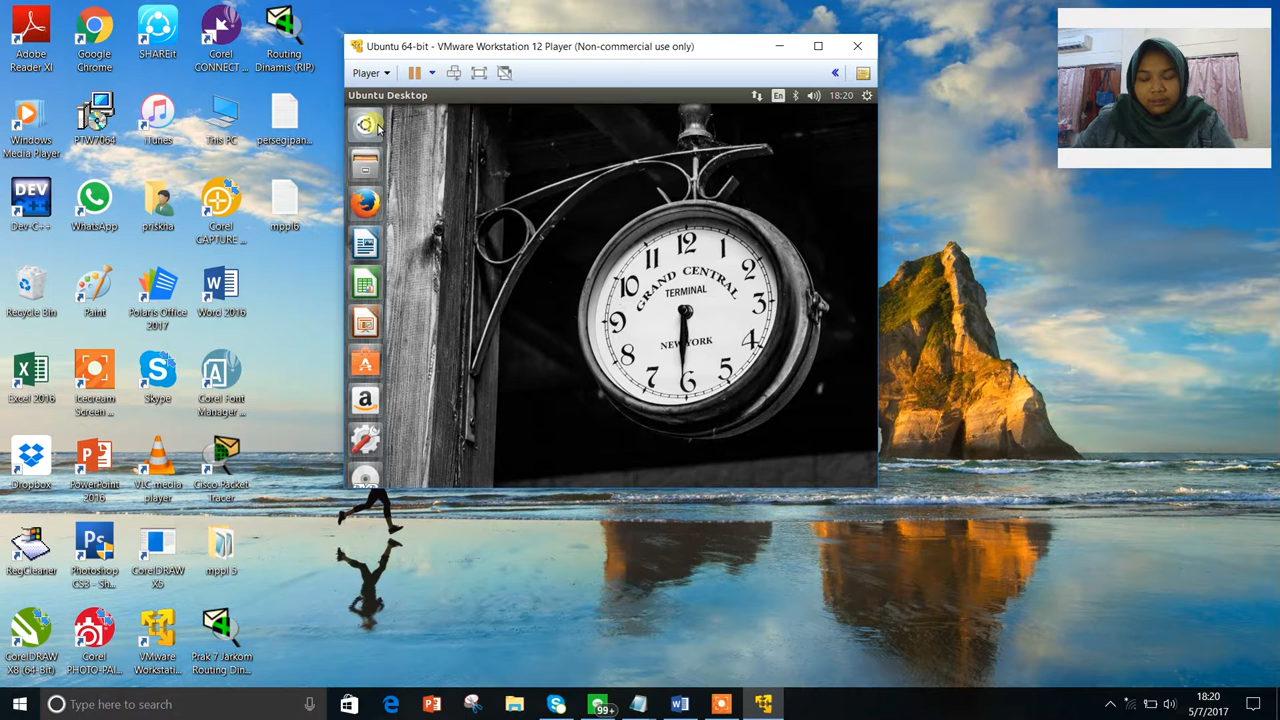 Adobe
Reader XI
Google
Chrome
SHAREit
Corel
CONNECT ...
Routing
Dinamis (RIP)
Windows
Media Player
PTW7064
iTunes
This PC
persegipan...
DEV
C++
Dev-C++
WhatsApp
priskha
Corel
CAPTURE ...
mppl6
Recycle Bin
Paint
Polaris Office
2017
Word 2016
Excel 2016
Icecream
Screen ...
Skype
Corel Font
Manager ...
Dropbox
PowerPoint
2016
VLC media
player
Cisco Packet
Tracer
RegCleaner
Ps
Photoshop
CS3 - Sh...
CorelDRAW
X5
mppl 5
CorelDRAW
X8 (64-Bit)
Corel
PHOTO-PAI...
VMware
Workstati...
Prak 7 Jarkom
Routing Din...
Ubuntu 64-bit - VMware Workstation 12 Player (Non-commercial use only)
Player
Ubuntu Desktop
En
18:20
12
1
2
3
4
5
6
7
8
9
10
11
GRAND CENTRAL
TERMINAL
NEW YORK
Type here to search
99+
18:20
5/7/2017